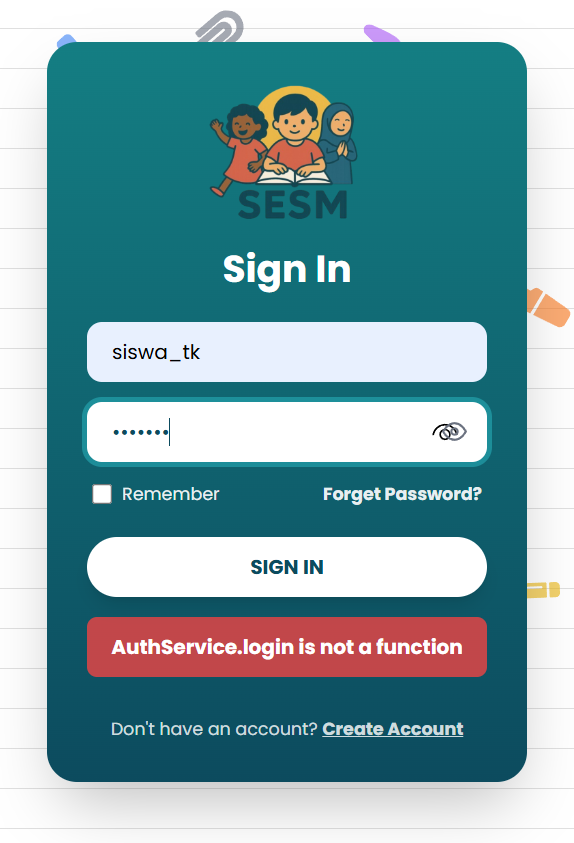 SESM
Sign In
siswa_tk
•••••••
Remember
Forget Password?
SIGN IN
AuthService.login is not a function
Don't have an account? Create Account